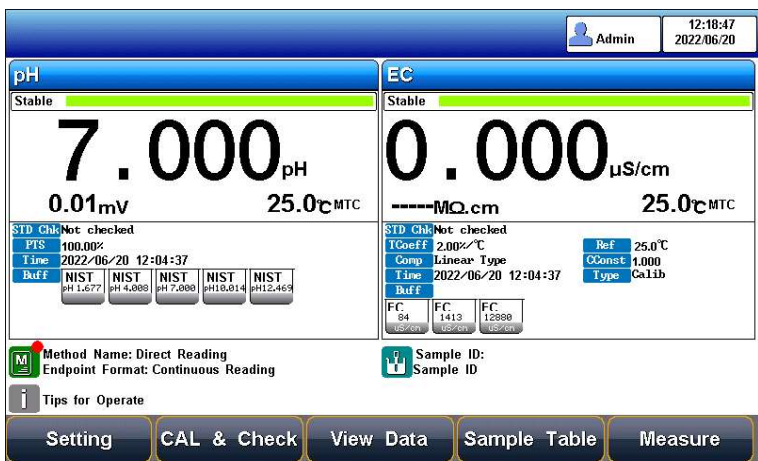 Admin
12:18:47
2022/06/20
pH
Stable
7.000pH
0.01mV 25.0℃ MTC
STD Chk Not checked
PTS 100.00%
Time 2022/06/20 12:04:37
Buff
NIST NIST NIST NIST NIST
pH 1.677 pH 4.008 pH 7.000 pH10.014 pH12.469
EC
Stable
0.000μS/cm
-----MΩ.cm 25.0℃ MTC
STD Chk Not checked
TCoeff 2.00%/℃ Ref 25.0℃
Comp Linear Type CConst 1.000
Time 2022/06/20 12:04:37 Type Calib
Buff
EC EC EC
84 1413 12880
uS/cm uS/cm uS/cm
M
Method Name: Direct Reading
Endpoint Format: Continuous Reading
Sample ID:
Sample ID
i Tips for Operate
Setting CAL & Check View Data Sample Table Measure